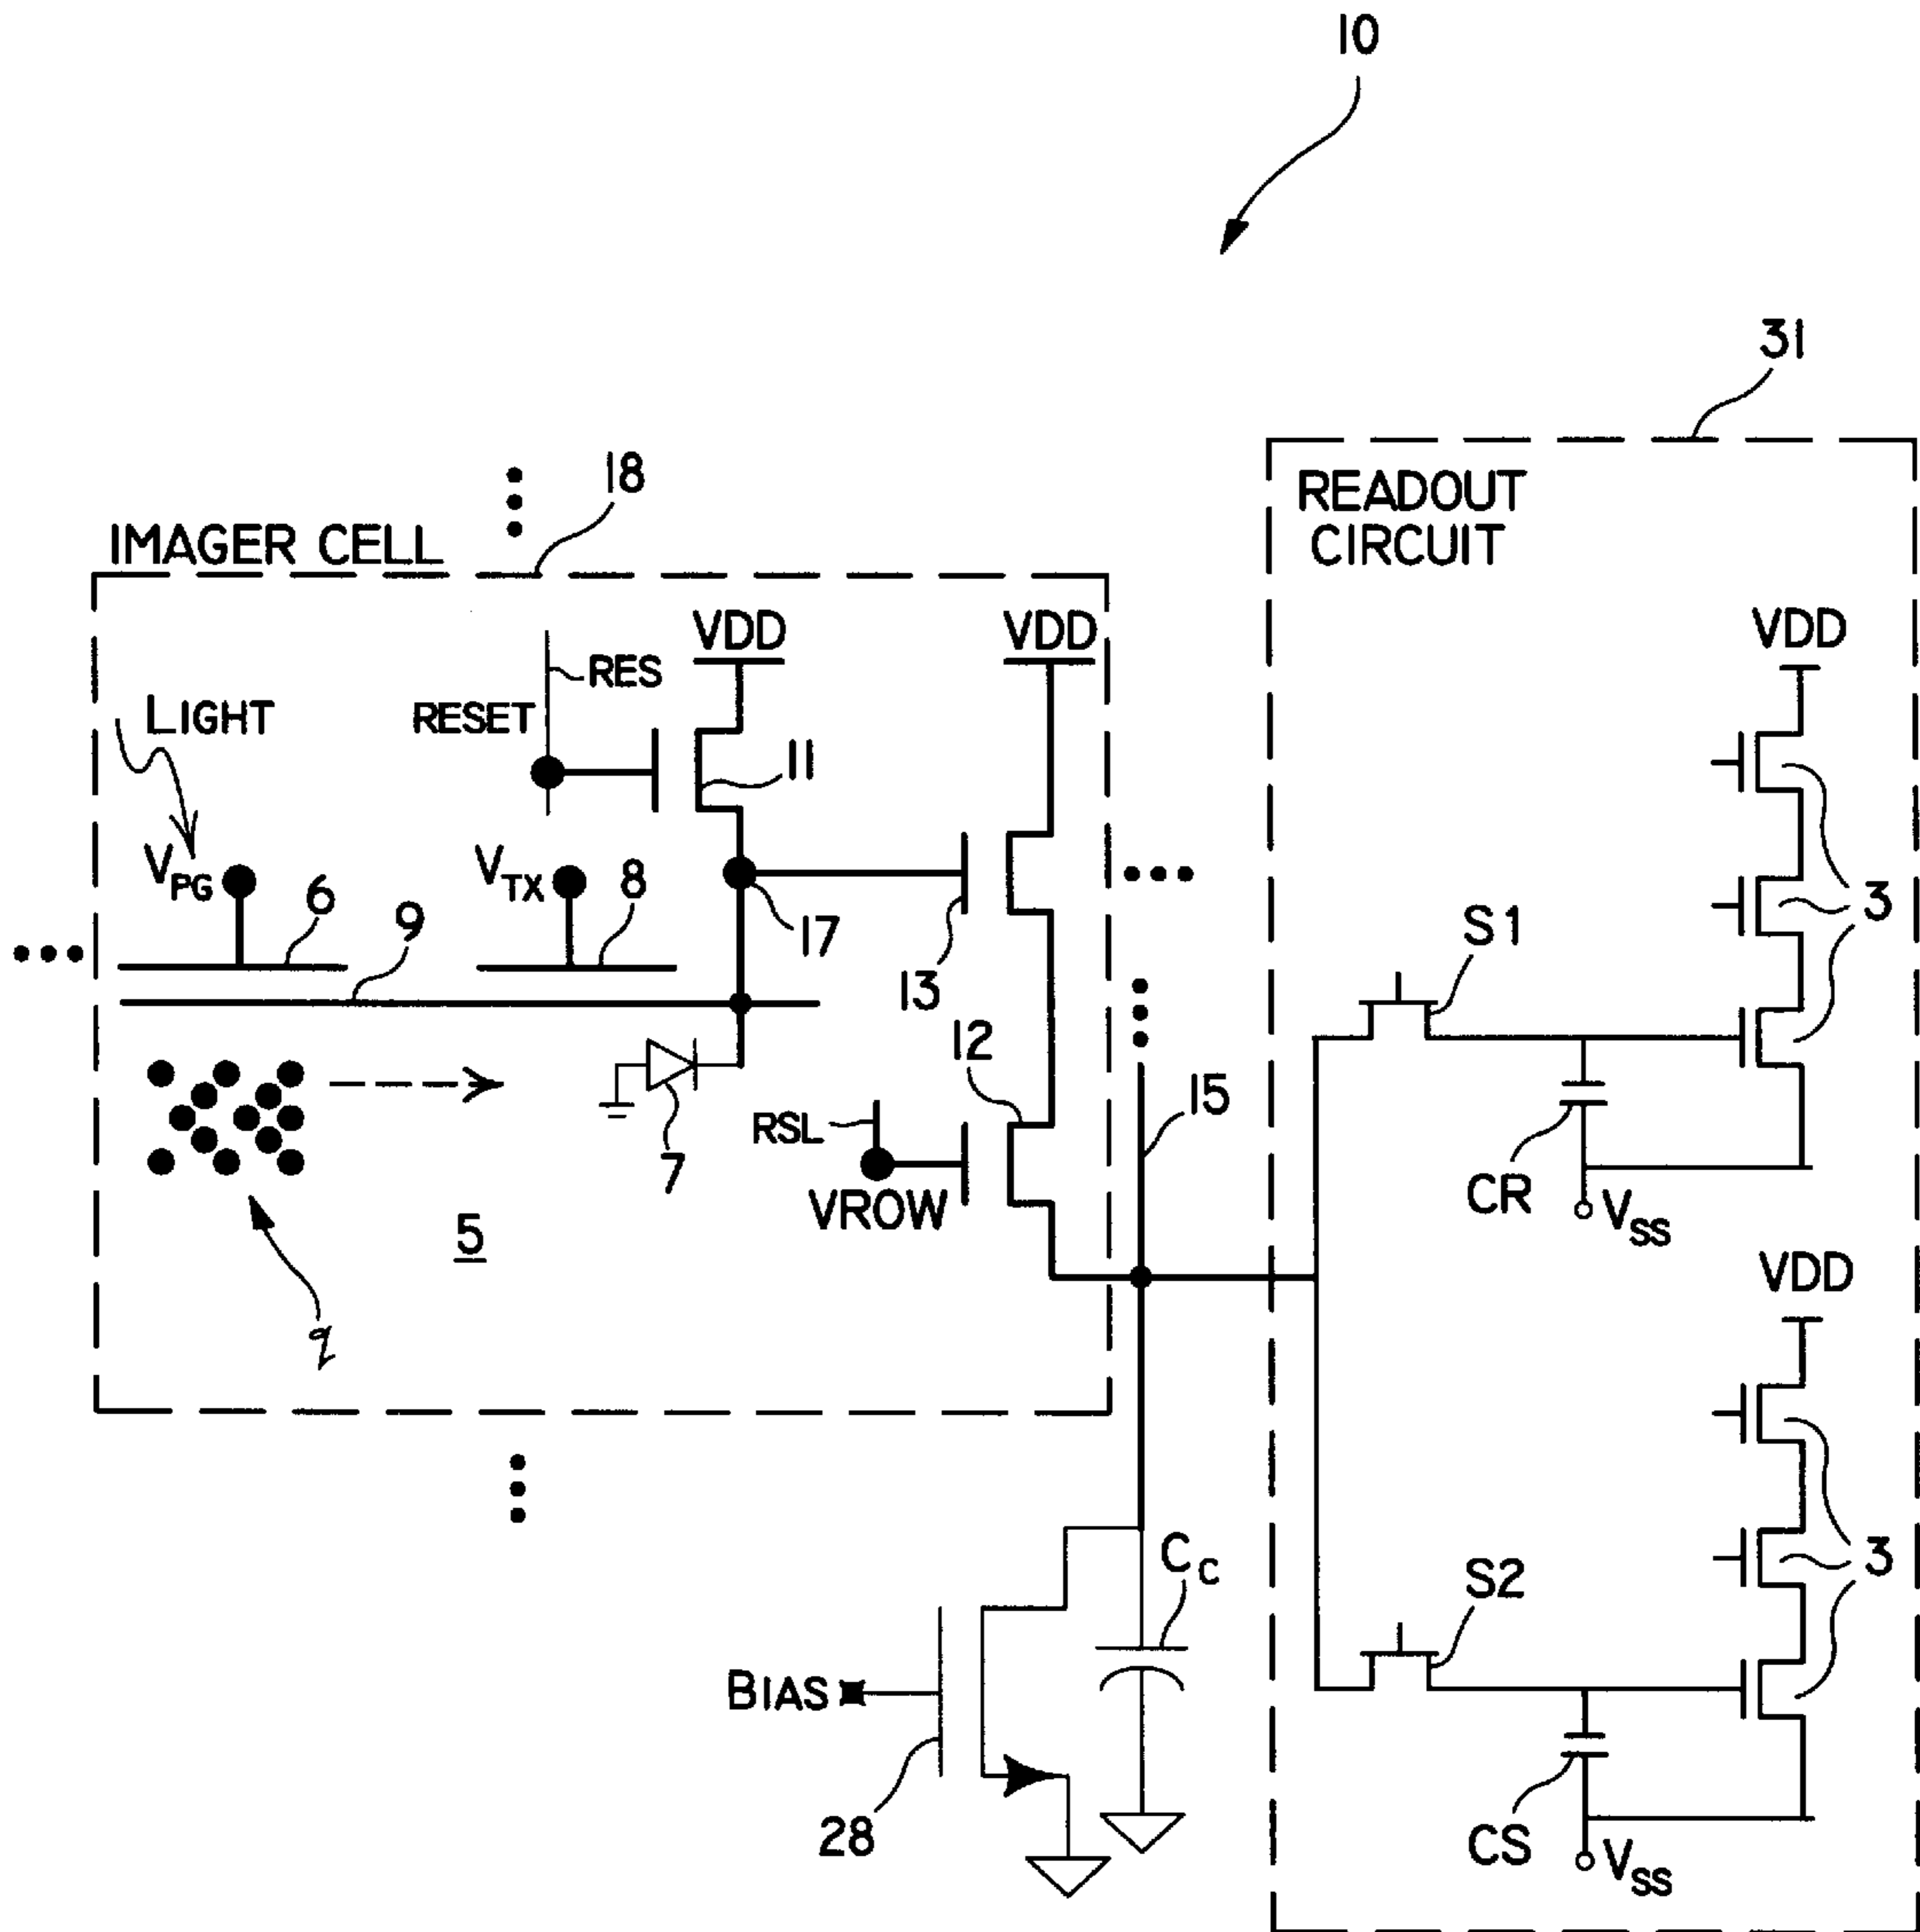 10
31
18
IMAGER CELL
READOUT
CIRCUIT
VDD
VDD
VDD
RES
LIGHT
RESET
11
VPG
6
VTX
8
9
17
13
3
S1
12
15
RSL
7
VROW
CR
VSS
5
q
VDD
CC
S2
3
BIAS
28
CS
VSS